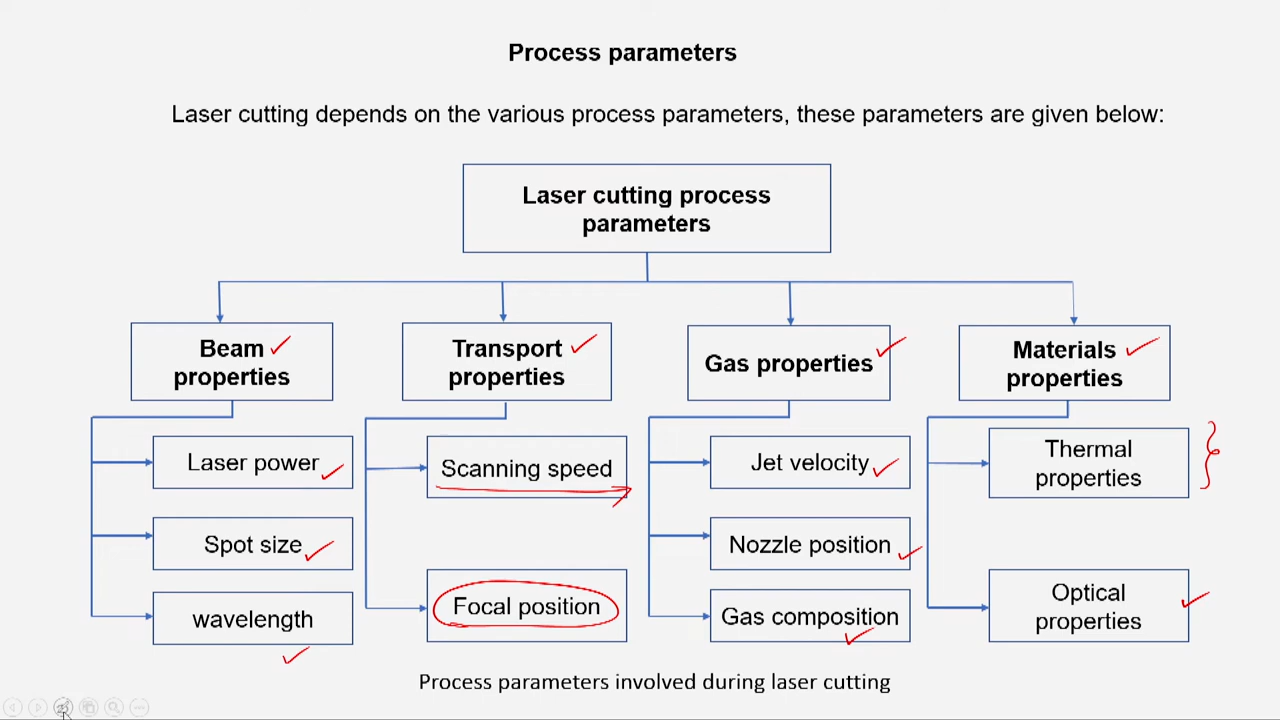 Process parameters
Laser cutting depends on the various process parameters, these parameters are given below:
Laser cutting process
parameters
Beam
properties
Transport
properties
Gas properties
Materials
properties
Laser power
Spot size
wavelength
Scanning speed
Focal position
Jet velocity
Nozzle position
Gas composition
Thermal
properties
Optical
properties
Process parameters involved during laser cutting